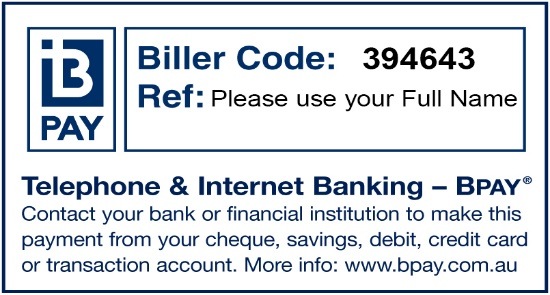 B
PAY
Biller Code: 394643
Ref: Please use your Full Name
Telephone & Internet Banking – BPAY®
Contact your bank or financial institution to make this
payment from your cheque, savings, debit, credit card
or transaction account. More info: www.bpay.com.au